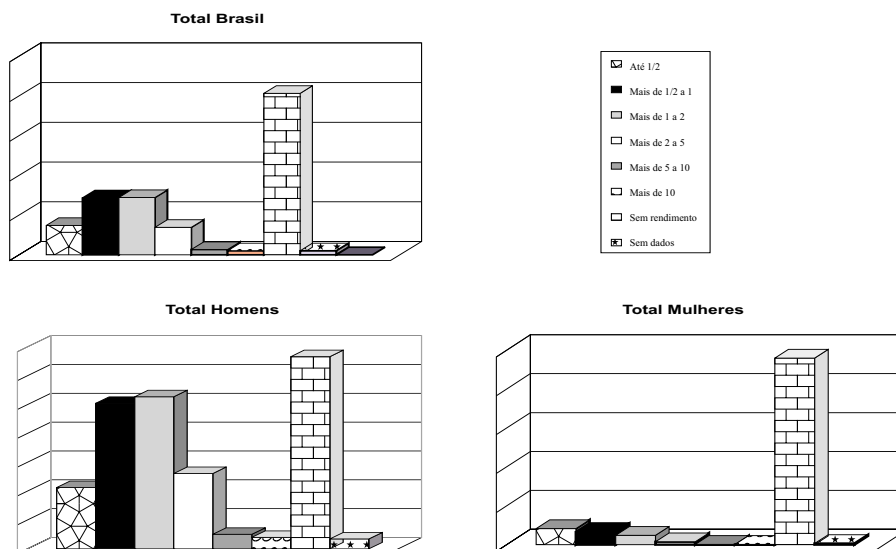 Total Brasil
Até 1/2
Mais de 1/2 a 1
Mais de 1 a 2
Mais de 2 a 5
Mais de 5 a 10
Mais de 10
Sem rendimento
Sem dados
Total Homens
Total Mulheres